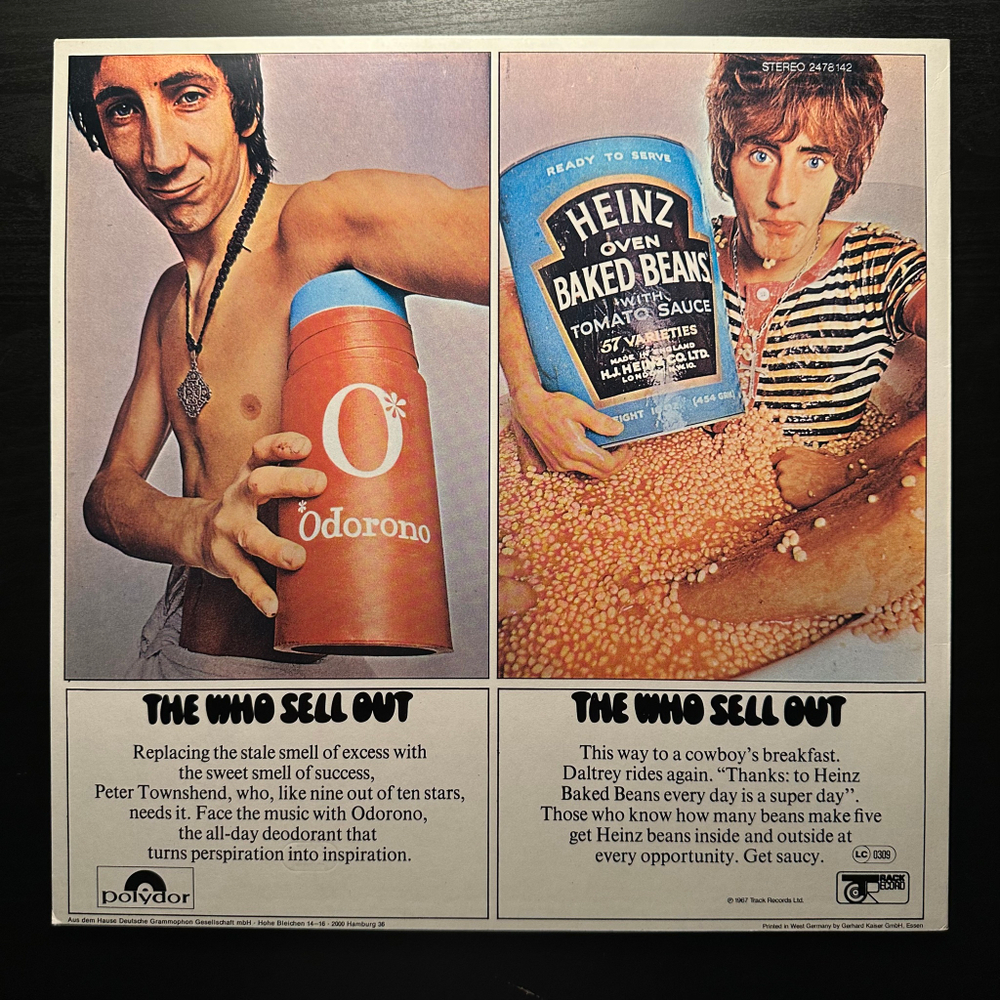 STEREO 2478142
O*
*Odorono
READY TO SERVE
HEINZ
OVEN
BAKED BEANS
WITH
TOMATO SAUCE
57 VARIETIES
MADE IN ENGLAND
H.J. HEINZ CO. LTD.
LONDON N.W.10.
(454 GRM
THE WHO SELL OUT
Replacing the stale smell of excess with
the sweet smell of success,
Peter Townshend, who, like nine out of ten stars,
needs it. Face the music with Odorono,
the all-day deodorant that
turns perspiration into inspiration.
polydor
Aus dem Hause Deutsche Grammophon Gesellschaft mbH · Hohe Bleichen 14–16 · 2000 Hamburg 36
THE WHO SELL OUT
This way to a cowboy's breakfast.
Daltrey rides again. “Thanks: to Heinz
Baked Beans every day is a super day”.
Those who know how many beans make five
get Heinz beans inside and outside at
every opportunity. Get saucy.
LC 0309
TRACK RECORD
℗ 1967 Track Records Ltd.
Printed in West Germany by Gerhard Kaiser GmbH, Essen